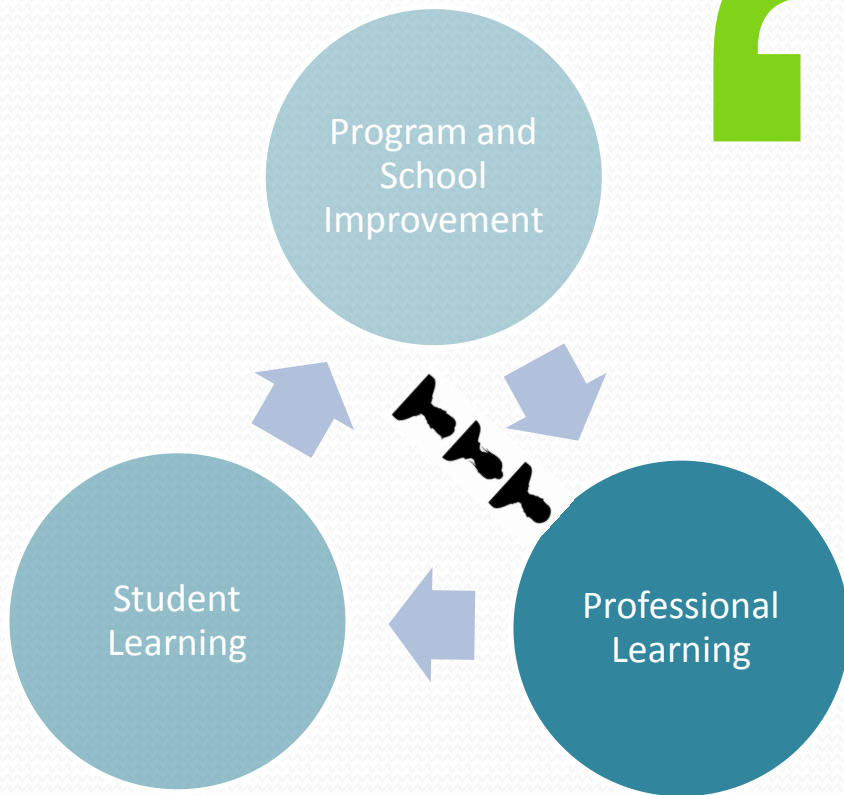 Program and
School
Improvement
Student
Learning
Professional
Learning